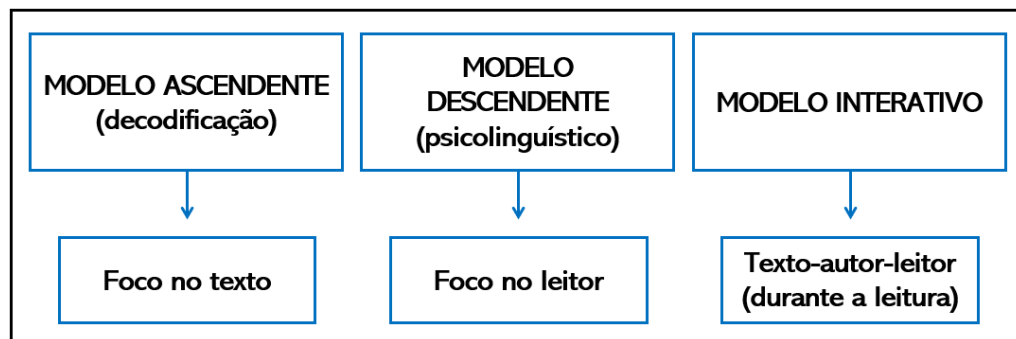 MODELO ASCENDENTE
(decodificação)
MODELO
DESCENDENTE
(psicolinguístico)
MODELO INTERATIVO
Foco no texto
Foco no leitor
Texto-autor-leitor
(durante a leitura)